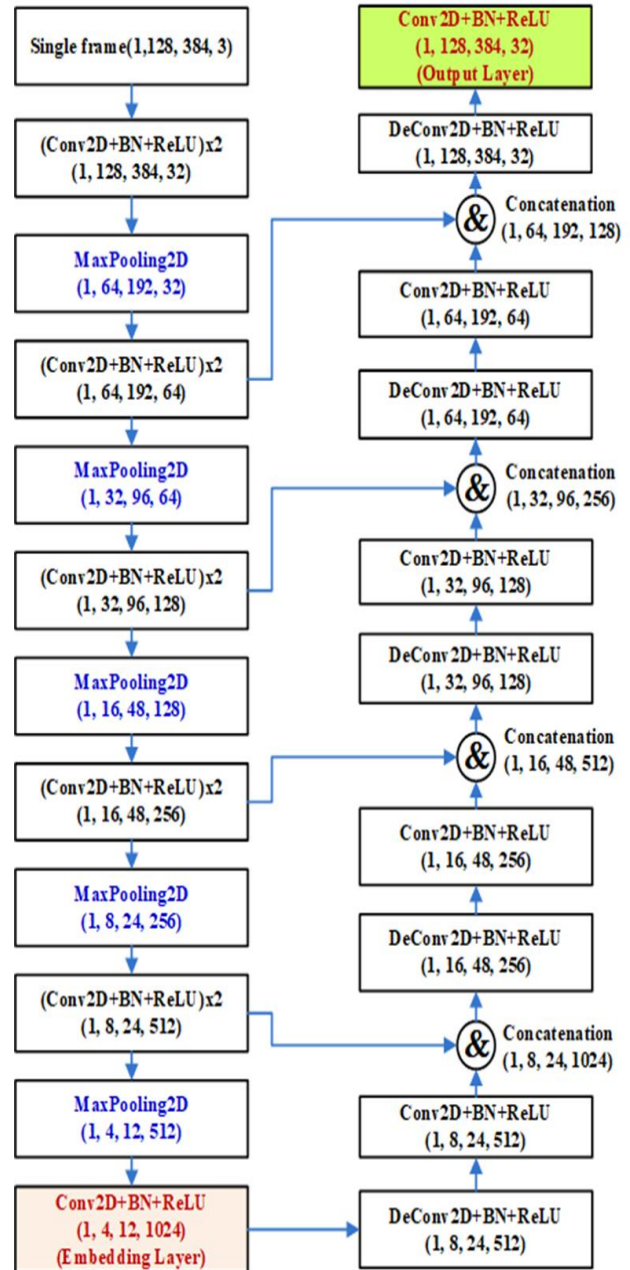 Single frame(1,128, 384, 3)
(Conv2D+BN+ReLU)x2
(1, 128, 384, 32)
MaxPooling2D
(1, 64, 192, 32)
(Conv2D+BN+ReLU)x2
(1, 64, 192, 64)
MaxPooling2D
(1, 32, 96, 64)
(Conv2D+BN+ReLU)x2
(1, 32, 96, 128)
MaxPooling2D
(1, 16, 48, 128)
(Conv2D+BN+ReLU)x2
(1, 16, 48, 256)
MaxPooling2D
(1, 8, 24, 256)
(Conv2D+BN+ReLU)x2
(1, 8, 24, 512)
MaxPooling2D
(1, 4, 12, 512)
Conv2D+BN+ReLU
(1, 4, 12, 1024)
(Embedding Layer)
Conv2D+BN+ReLU
(1, 128, 384, 32)
(Output Layer)
DeConv2D+BN+ReLU
(1, 128, 384, 32)
&
Concatenation
(1, 64, 192, 128)
Conv2D+BN+ReLU
(1, 64, 192, 64)
DeConv2D+BN+ReLU
(1, 64, 192, 64)
&
Concatenation
(1, 32, 96, 256)
Conv2D+BN+ReLU
(1, 32, 96, 128)
DeConv2D+BN+ReLU
(1, 32, 96, 128)
&
Concatenation
(1, 16, 48, 512)
Conv2D+BN+ReLU
(1, 16, 48, 256)
DeConv2D+BN+ReLU
(1, 16, 48, 256)
&
Concatenation
(1, 8, 24, 1024)
Conv2D+BN+ReLU
(1, 8, 24, 512)
DeConv2D+BN+ReLU
(1, 8, 24, 512)